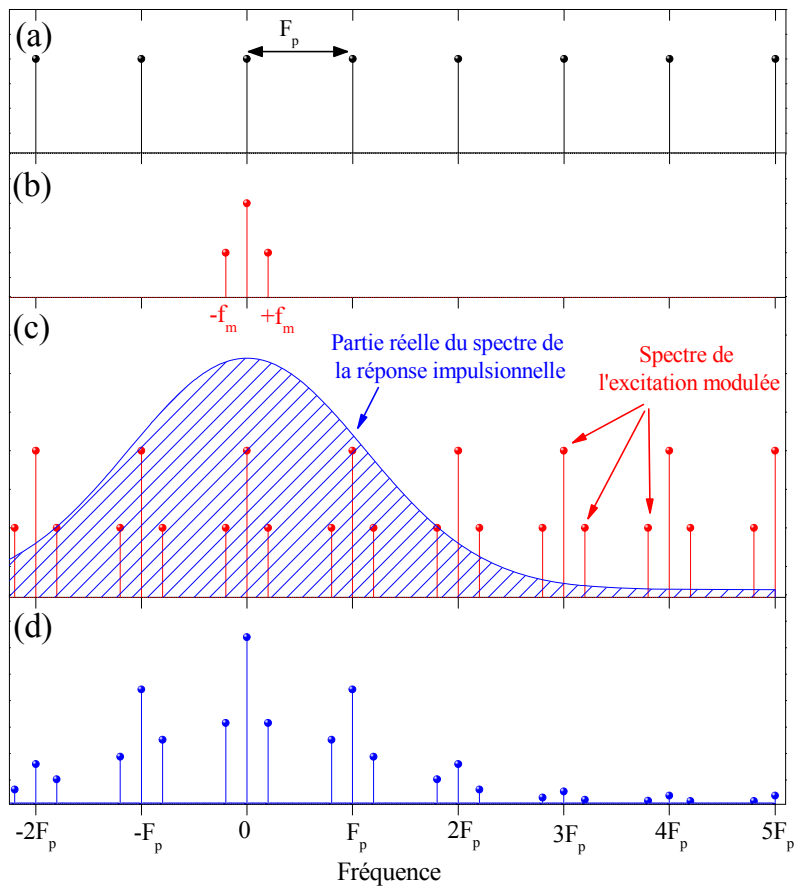 (a)
F_p
(b)
-f_m +f_m
(c)
Partie réelle du spectre de
la réponse impulsionnelle
Spectre de
l'excitation modulée
(d)
-2F_p -F_p 0 F_p 2F_p 3F_p 4F_p 5F_p
Fréquence